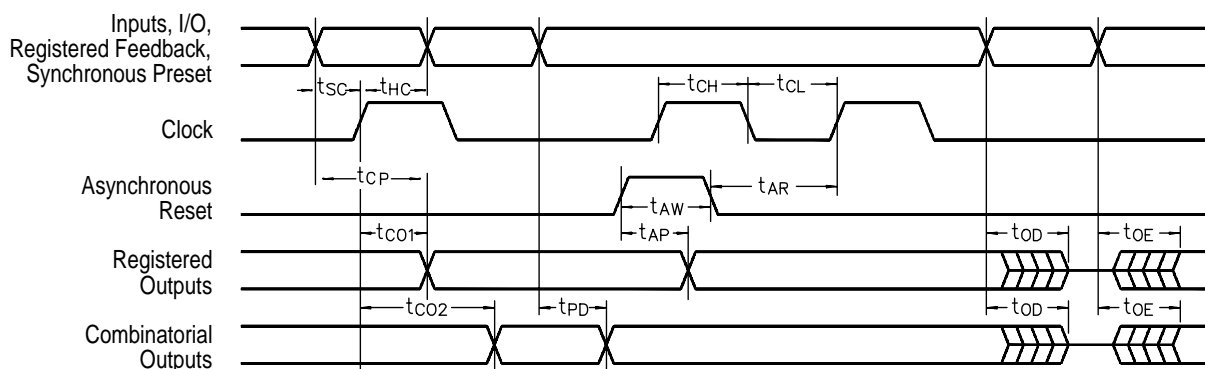 Inputs, I/O,
Registered Feedback,
Synchronous Preset
tSC
tHC
tCH
tCL
Clock
tCP
Asynchronous
Reset
tAR
tAW
tCO1
tAP
tOD
tOE
Registered
Outputs
tCO2
tPD
tOD
tOE
Combinatorial
Outputs